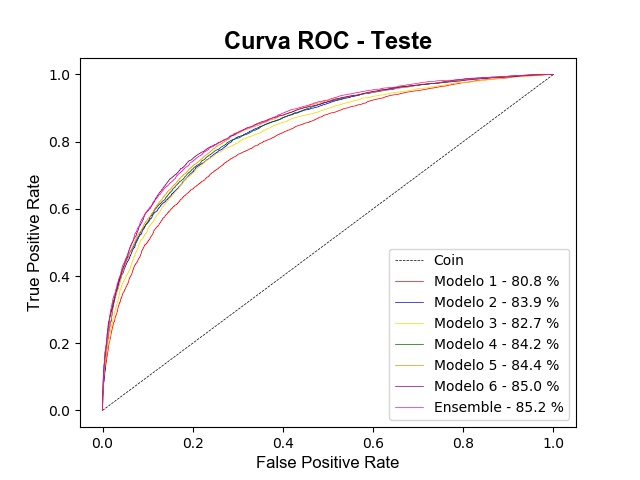 Curva ROC - Teste
True Positive Rate
1.0
0.8
0.6
0.4
0.2
0.0
Coin
Modelo 1 - 80.8 %
Modelo 2 - 83.9 %
Modelo 3 - 82.7 %
Modelo 4 - 84.2 %
Modelo 5 - 84.4 %
Modelo 6 - 85.0 %
Ensemble - 85.2 %
0.0 0.2 0.4 0.6 0.8 1.0
False Positive Rate